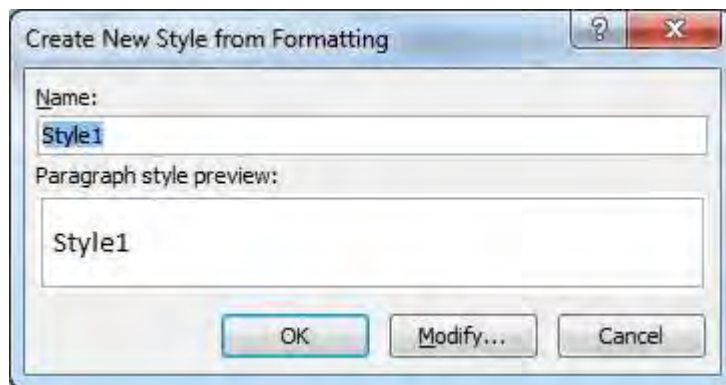 Create New Style from Formatting ?
Name:
Style1
Paragraph style preview:
Style1
OK Modify... Cancel